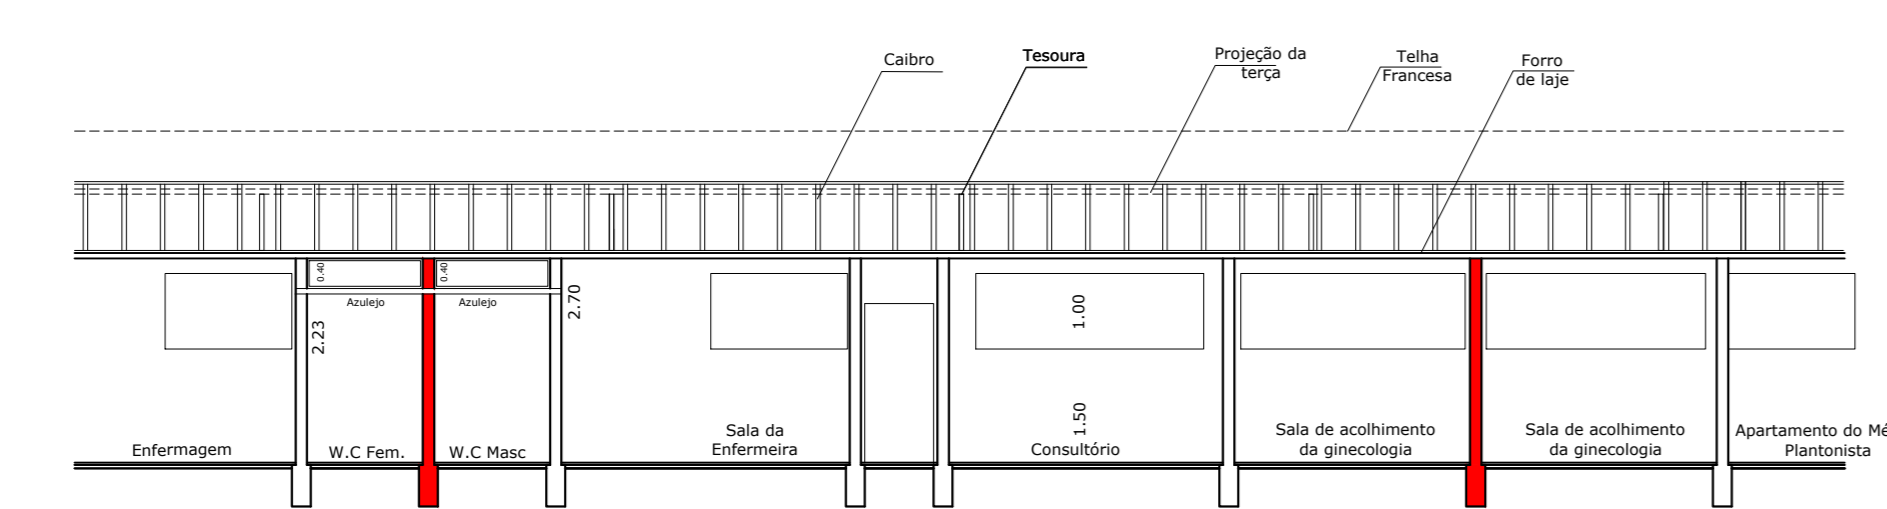 Caibro
Tesoura
Projeção da
terça
Telha
Francesa
Forro
de laje
0.40
0.40
Azulejo
Azulejo
2.23
2.70
1.00
1.50
Enfermagem
W.C Fem.
W.C Masc
Sala da
Enfermeira
Consultório
Sala de acolhimento
da ginecologia
Sala de acolhimento
da ginecologia
Apartamento do Mé
Plantonista